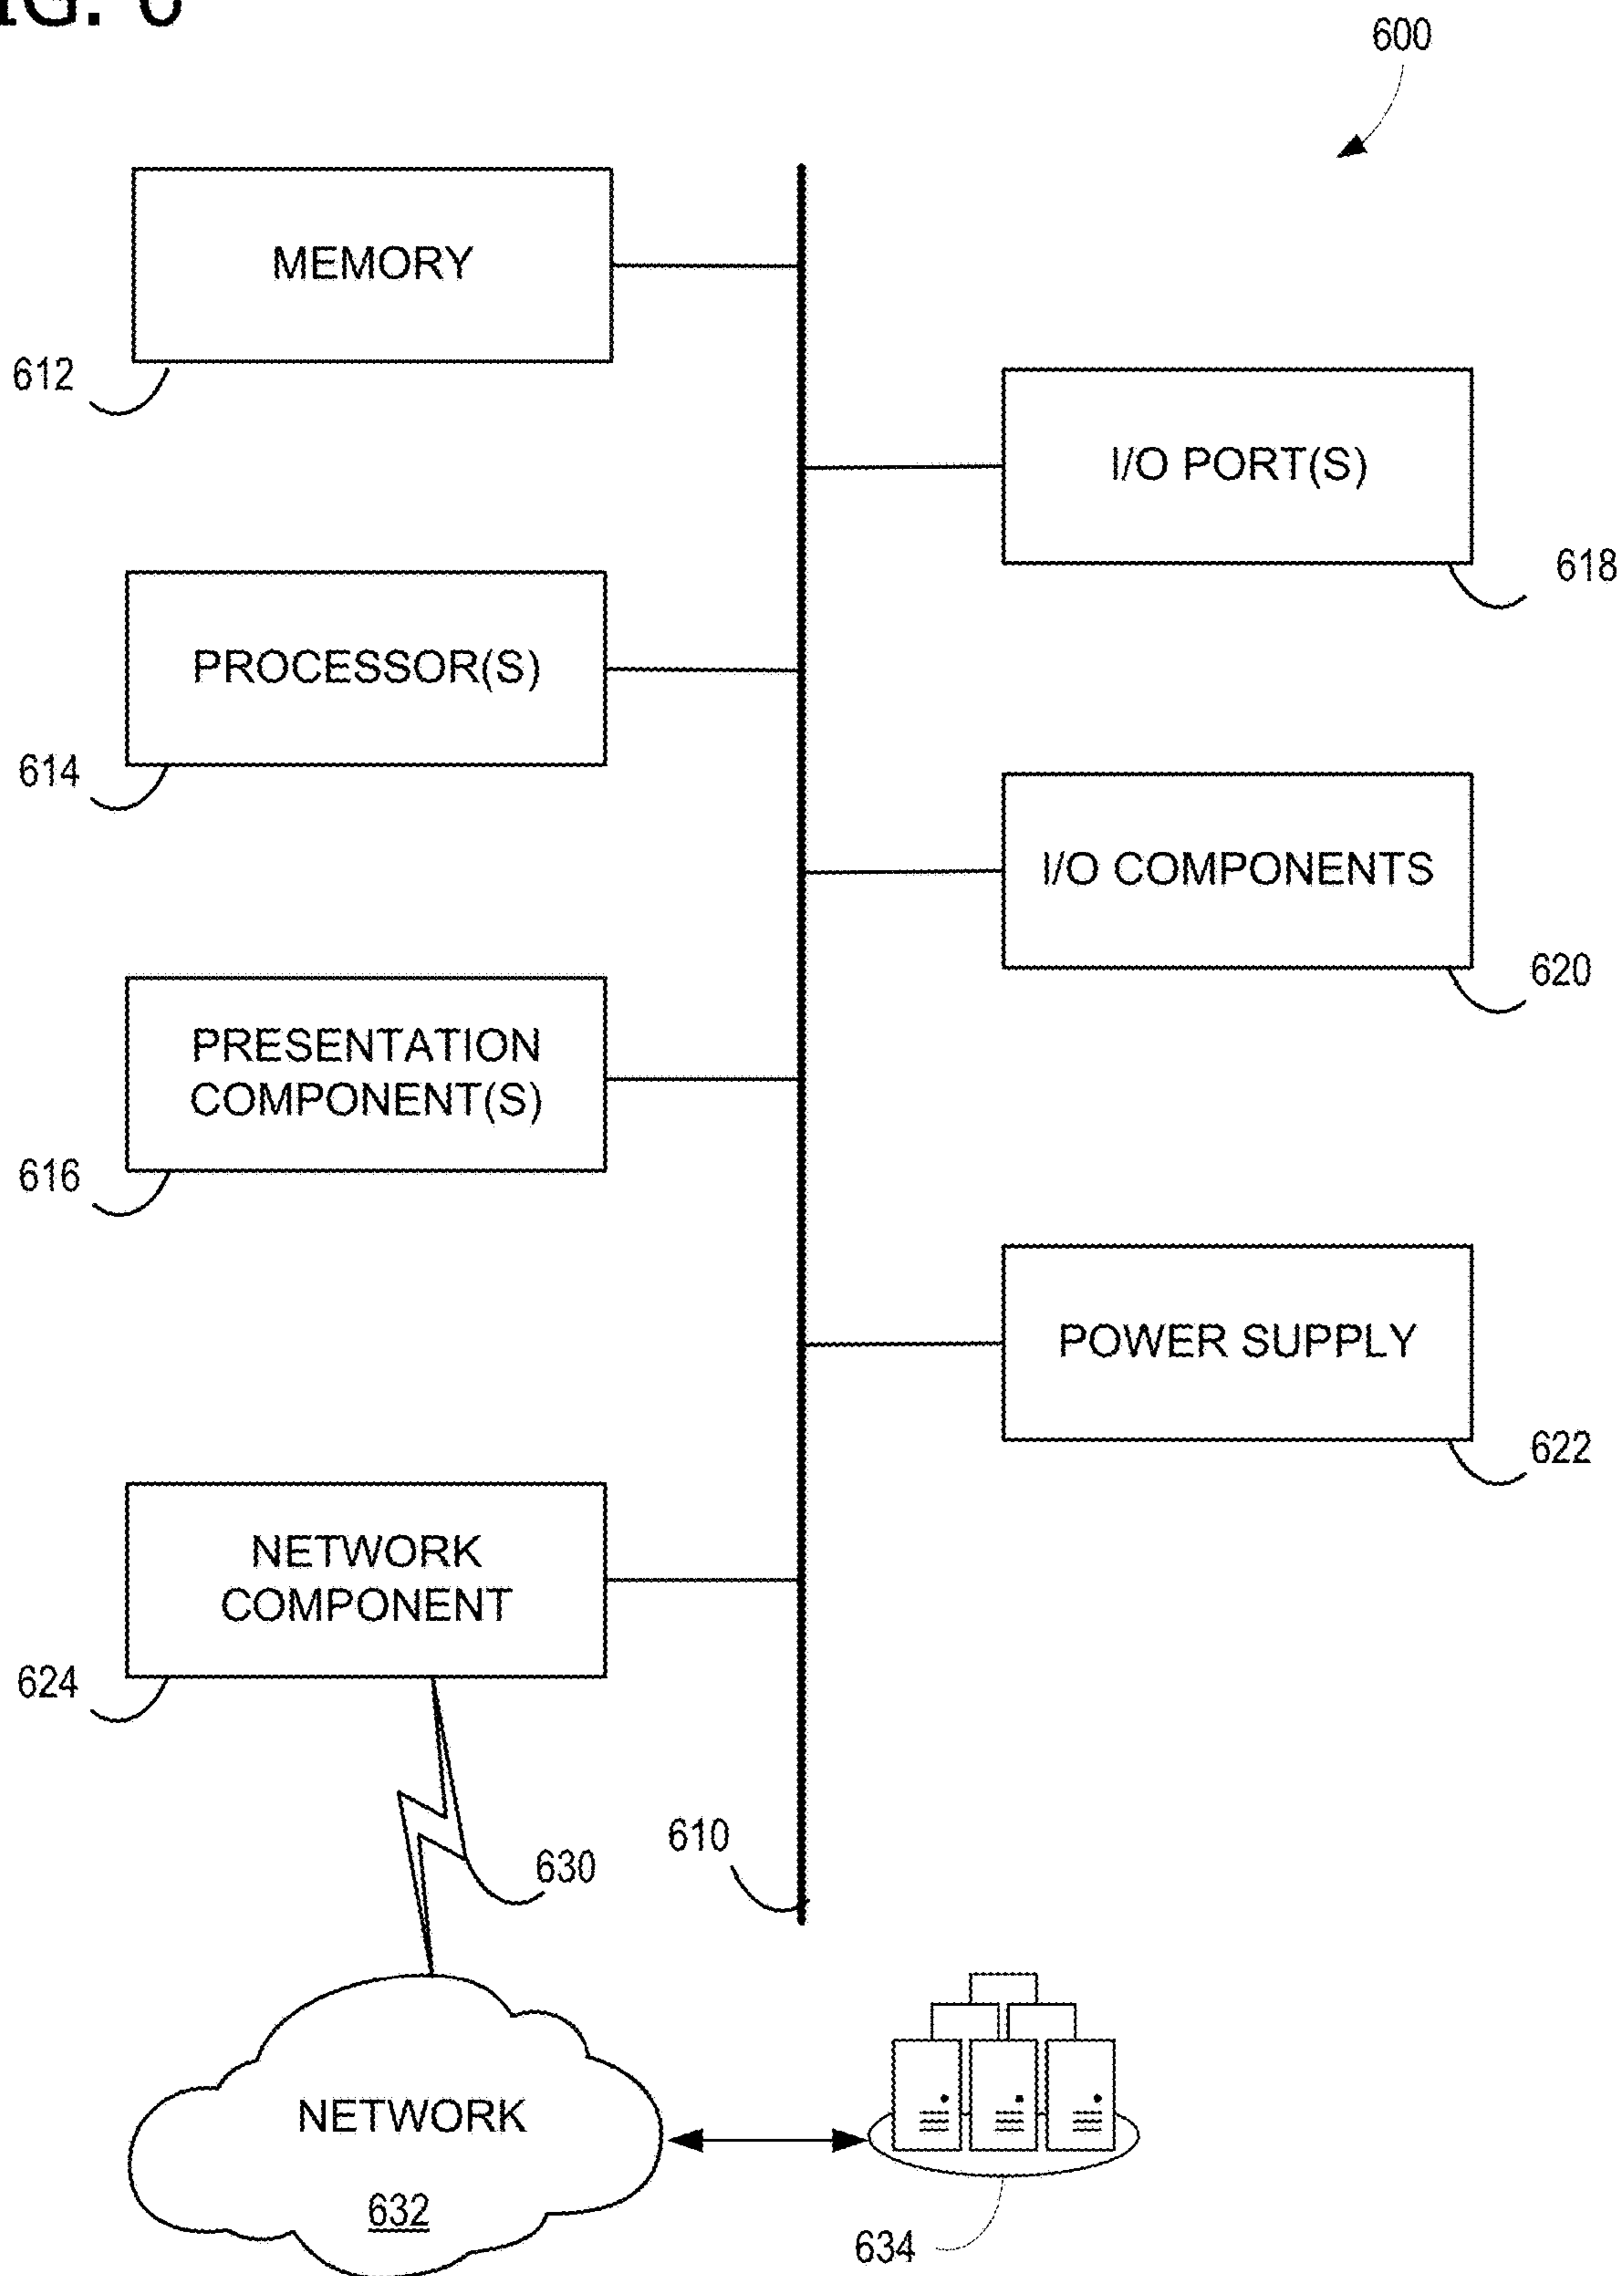 600
MEMORY
612
I/O PORT(S)
618
PROCESSOR(S)
614
I/O COMPONENTS
620
PRESENTATION
COMPONENT(S)
616
POWER SUPPLY
622
NETWORK
COMPONENT
624
610
630
NETWORK
632
634